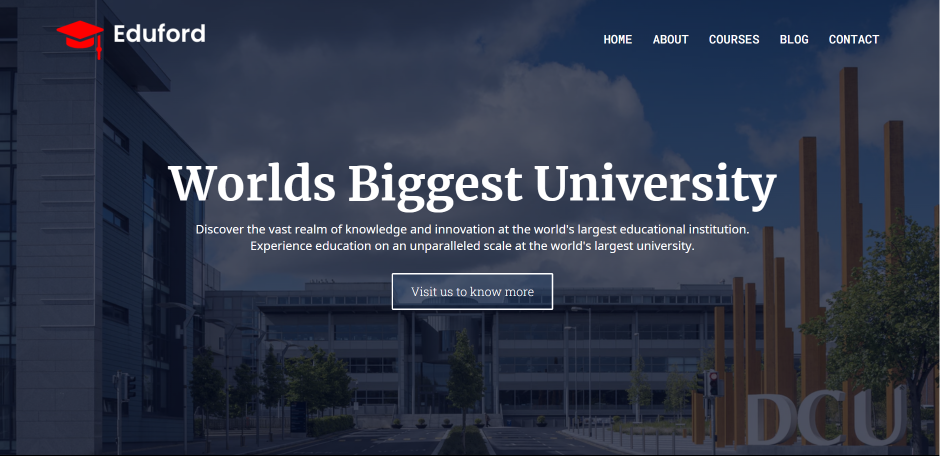 Eduford
HOME ABOUT COURSES BLOG CONTACT
Worlds Biggest University
Discover the vast realm of knowledge and innovation at the world's largest educational institution.
Experience education on an unparalleled scale at the world's largest university.
Visit us to know more
DCU